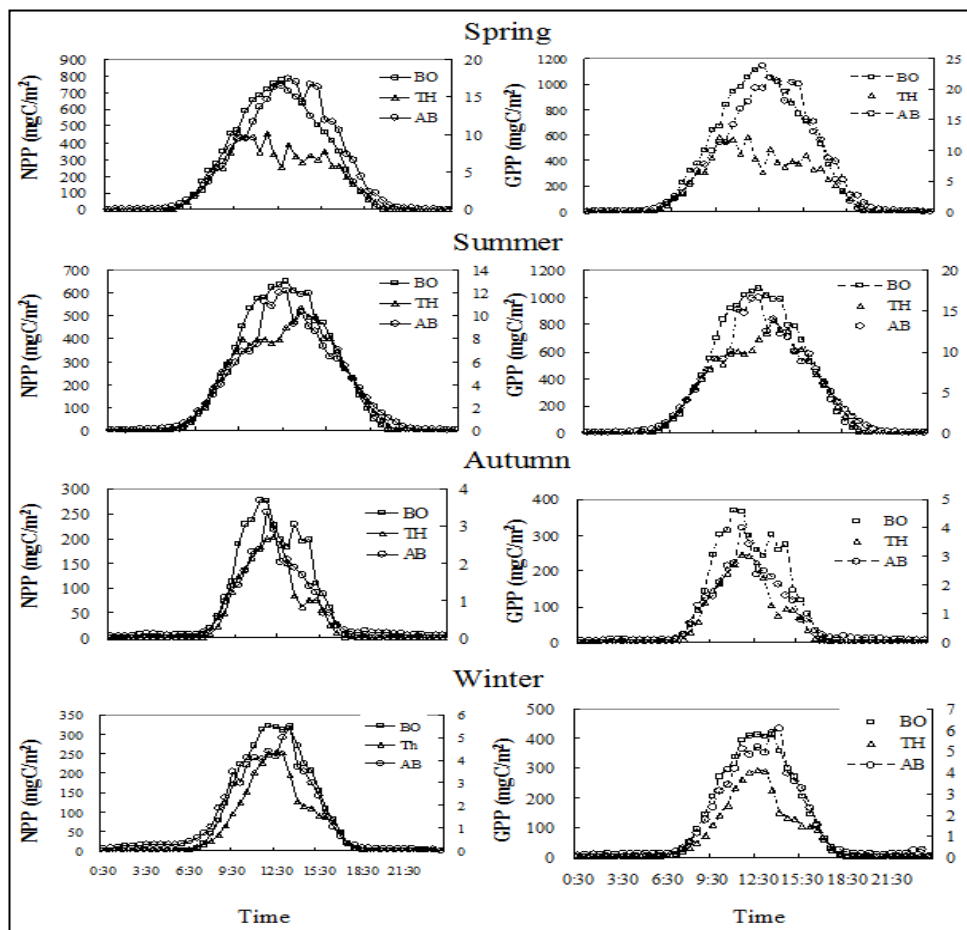 Spring
NPP (mgC/m²)
900
800
700
600
500
400
300
200
100
0
20
15
10
5
0
BO
TH
AB
GPP (mgC/m²)
1200
1000
800
600
400
200
0
25
20
15
10
5
0
BO
TH
AB
Summer
NPP (mgC/m²)
700
600
500
400
300
200
100
0
14
12
10
8
6
4
2
0
BO
TH
AB
GPP (mgC/m²)
1200
1000
800
600
400
200
0
20
15
10
5
0
BO
TH
AB
Autumn
NPP (mgC/m²)
300
250
200
150
100
50
0
4
3
2
1
0
BO
TH
AB
GPP (mgC/m²)
400
300
200
100
0
5
4
3
2
1
0
BO
TH
AB
Winter
NPP (mgC/m²)
350
300
250
200
150
100
50
0
6
5
4
3
2
1
0
BO
Th
AB
0:30 3:30 6:30 9:30 12:30 15:30 18:30 21:30
Time
GPP (mgC/m²)
500
400
300
200
100
0
7
6
5
4
3
2
1
0
BO
TH
AB
0:30 3:30 6:30 9:30 12:30 15:30 18:30 21:30
Time